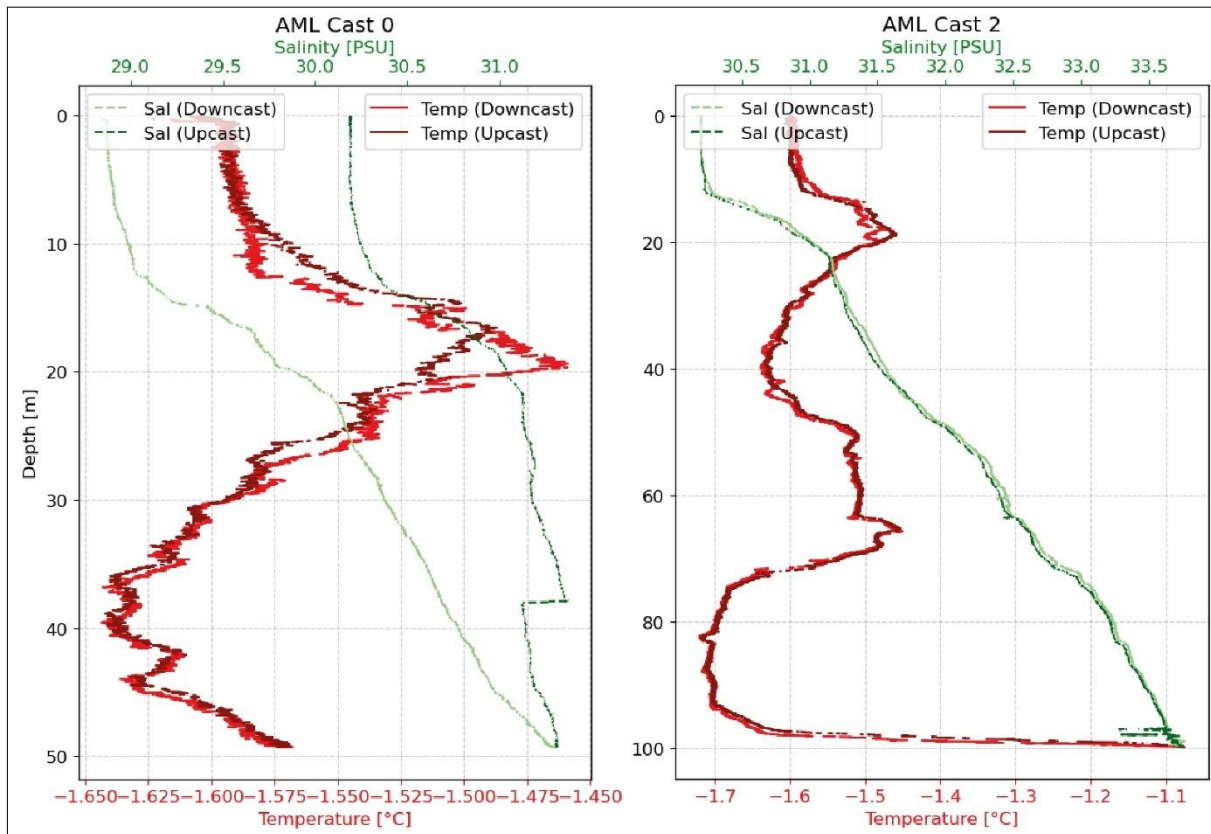 AML Cast 0
Salinity [PSU]
29.0 29.5 30.0 30.5 31.0
Sal (Downcast)
Sal (Upcast)
Temp (Downcast)
Temp (Upcast)
0
10
20
30
40
50
Depth [m]
−1.650 −1.625 −1.600 −1.575 −1.550 −1.525 −1.500 −1.475 −1.450
Temperature [°C]
AML Cast 2
Salinity [PSU]
30.5 31.0 31.5 32.0 32.5 33.0 33.5
Sal (Downcast)
Sal (Upcast)
Temp (Downcast)
Temp (Upcast)
0
20
40
60
80
100
−1.7 −1.6 −1.5 −1.4 −1.3 −1.2 −1.1
Temperature [°C]